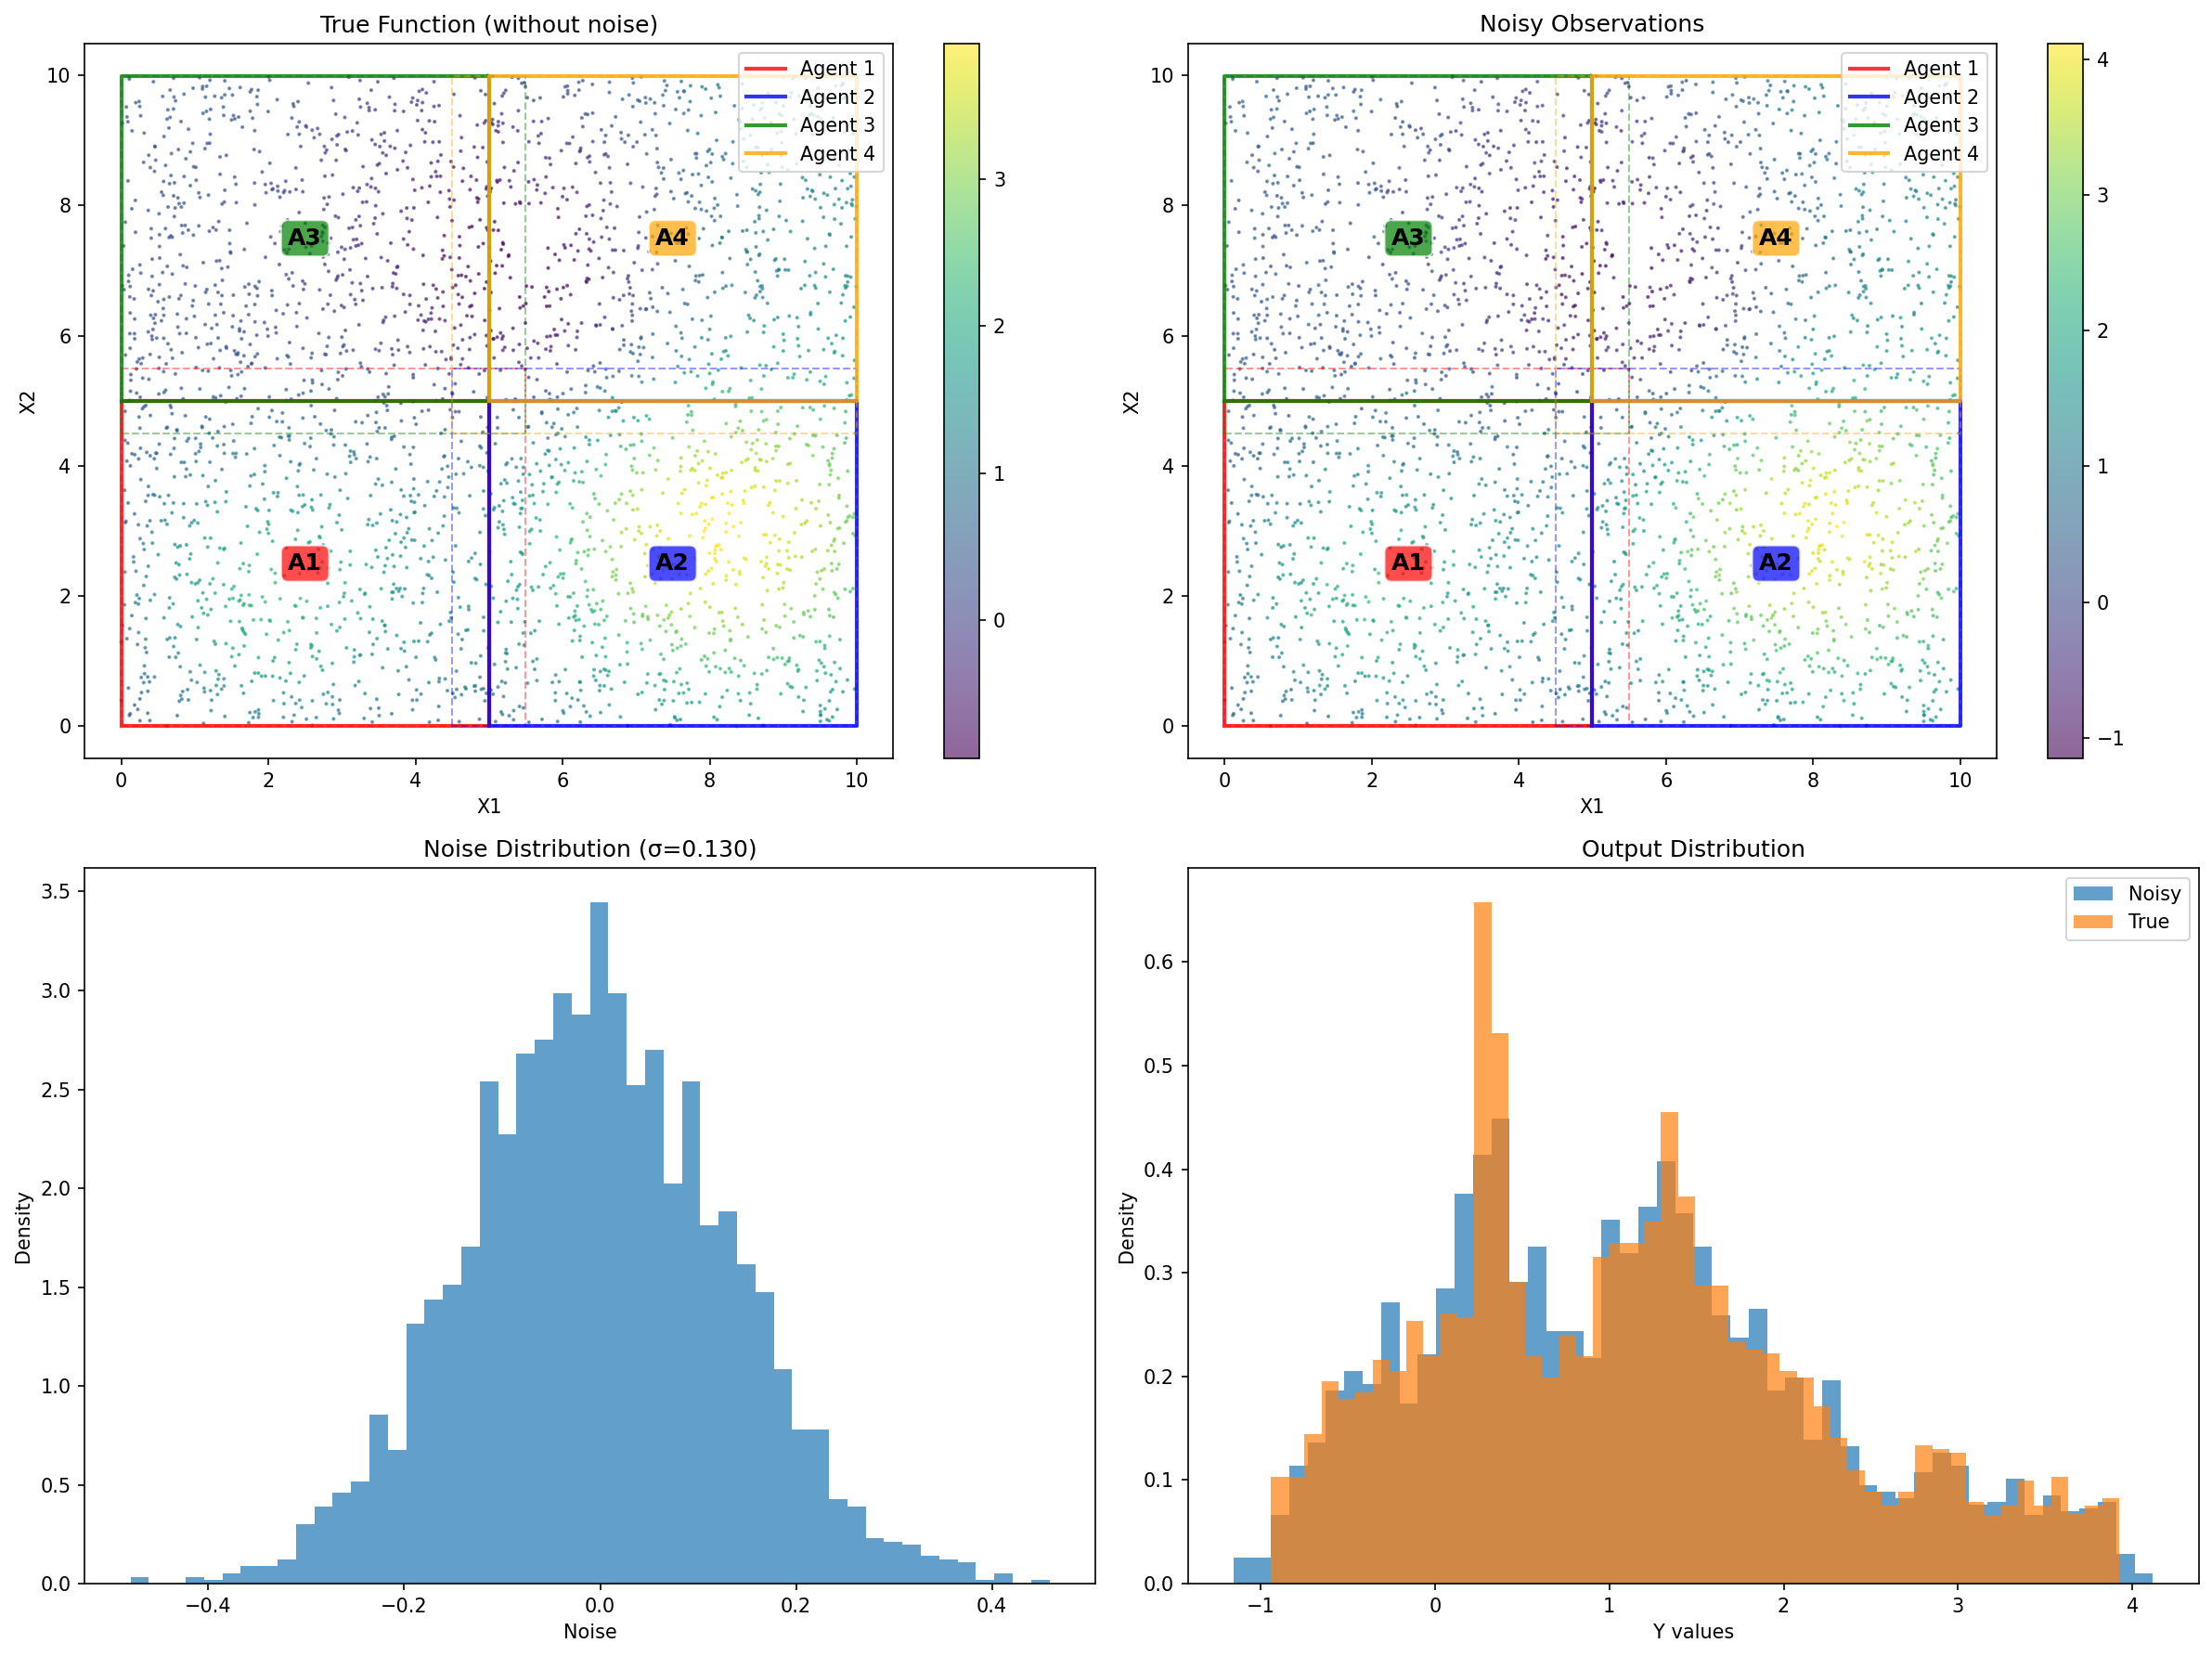 True Function (without noise)
Agent 1
Agent 2
Agent 3
Agent 4
A3
A4
A1
A2
10
8
6
4
2
0
X2
0
2
4
6
8
10
X1
3
2
1
0
Noisy Observations
Agent 1
Agent 2
Agent 3
Agent 4
A3
A4
A1
A2
10
8
6
4
2
0
X2
0
2
4
6
8
10
X1
4
3
2
1
0
−1
Noise Distribution (σ=0.130)
3.5
3.0
2.5
2.0
1.5
1.0
0.5
0.0
Density
−0.4
−0.2
0.0
0.2
0.4
Noise
Output Distribution
Noisy
True
0.6
0.5
0.4
0.3
0.2
0.1
0.0
Density
−1
0
1
2
3
4
Y values